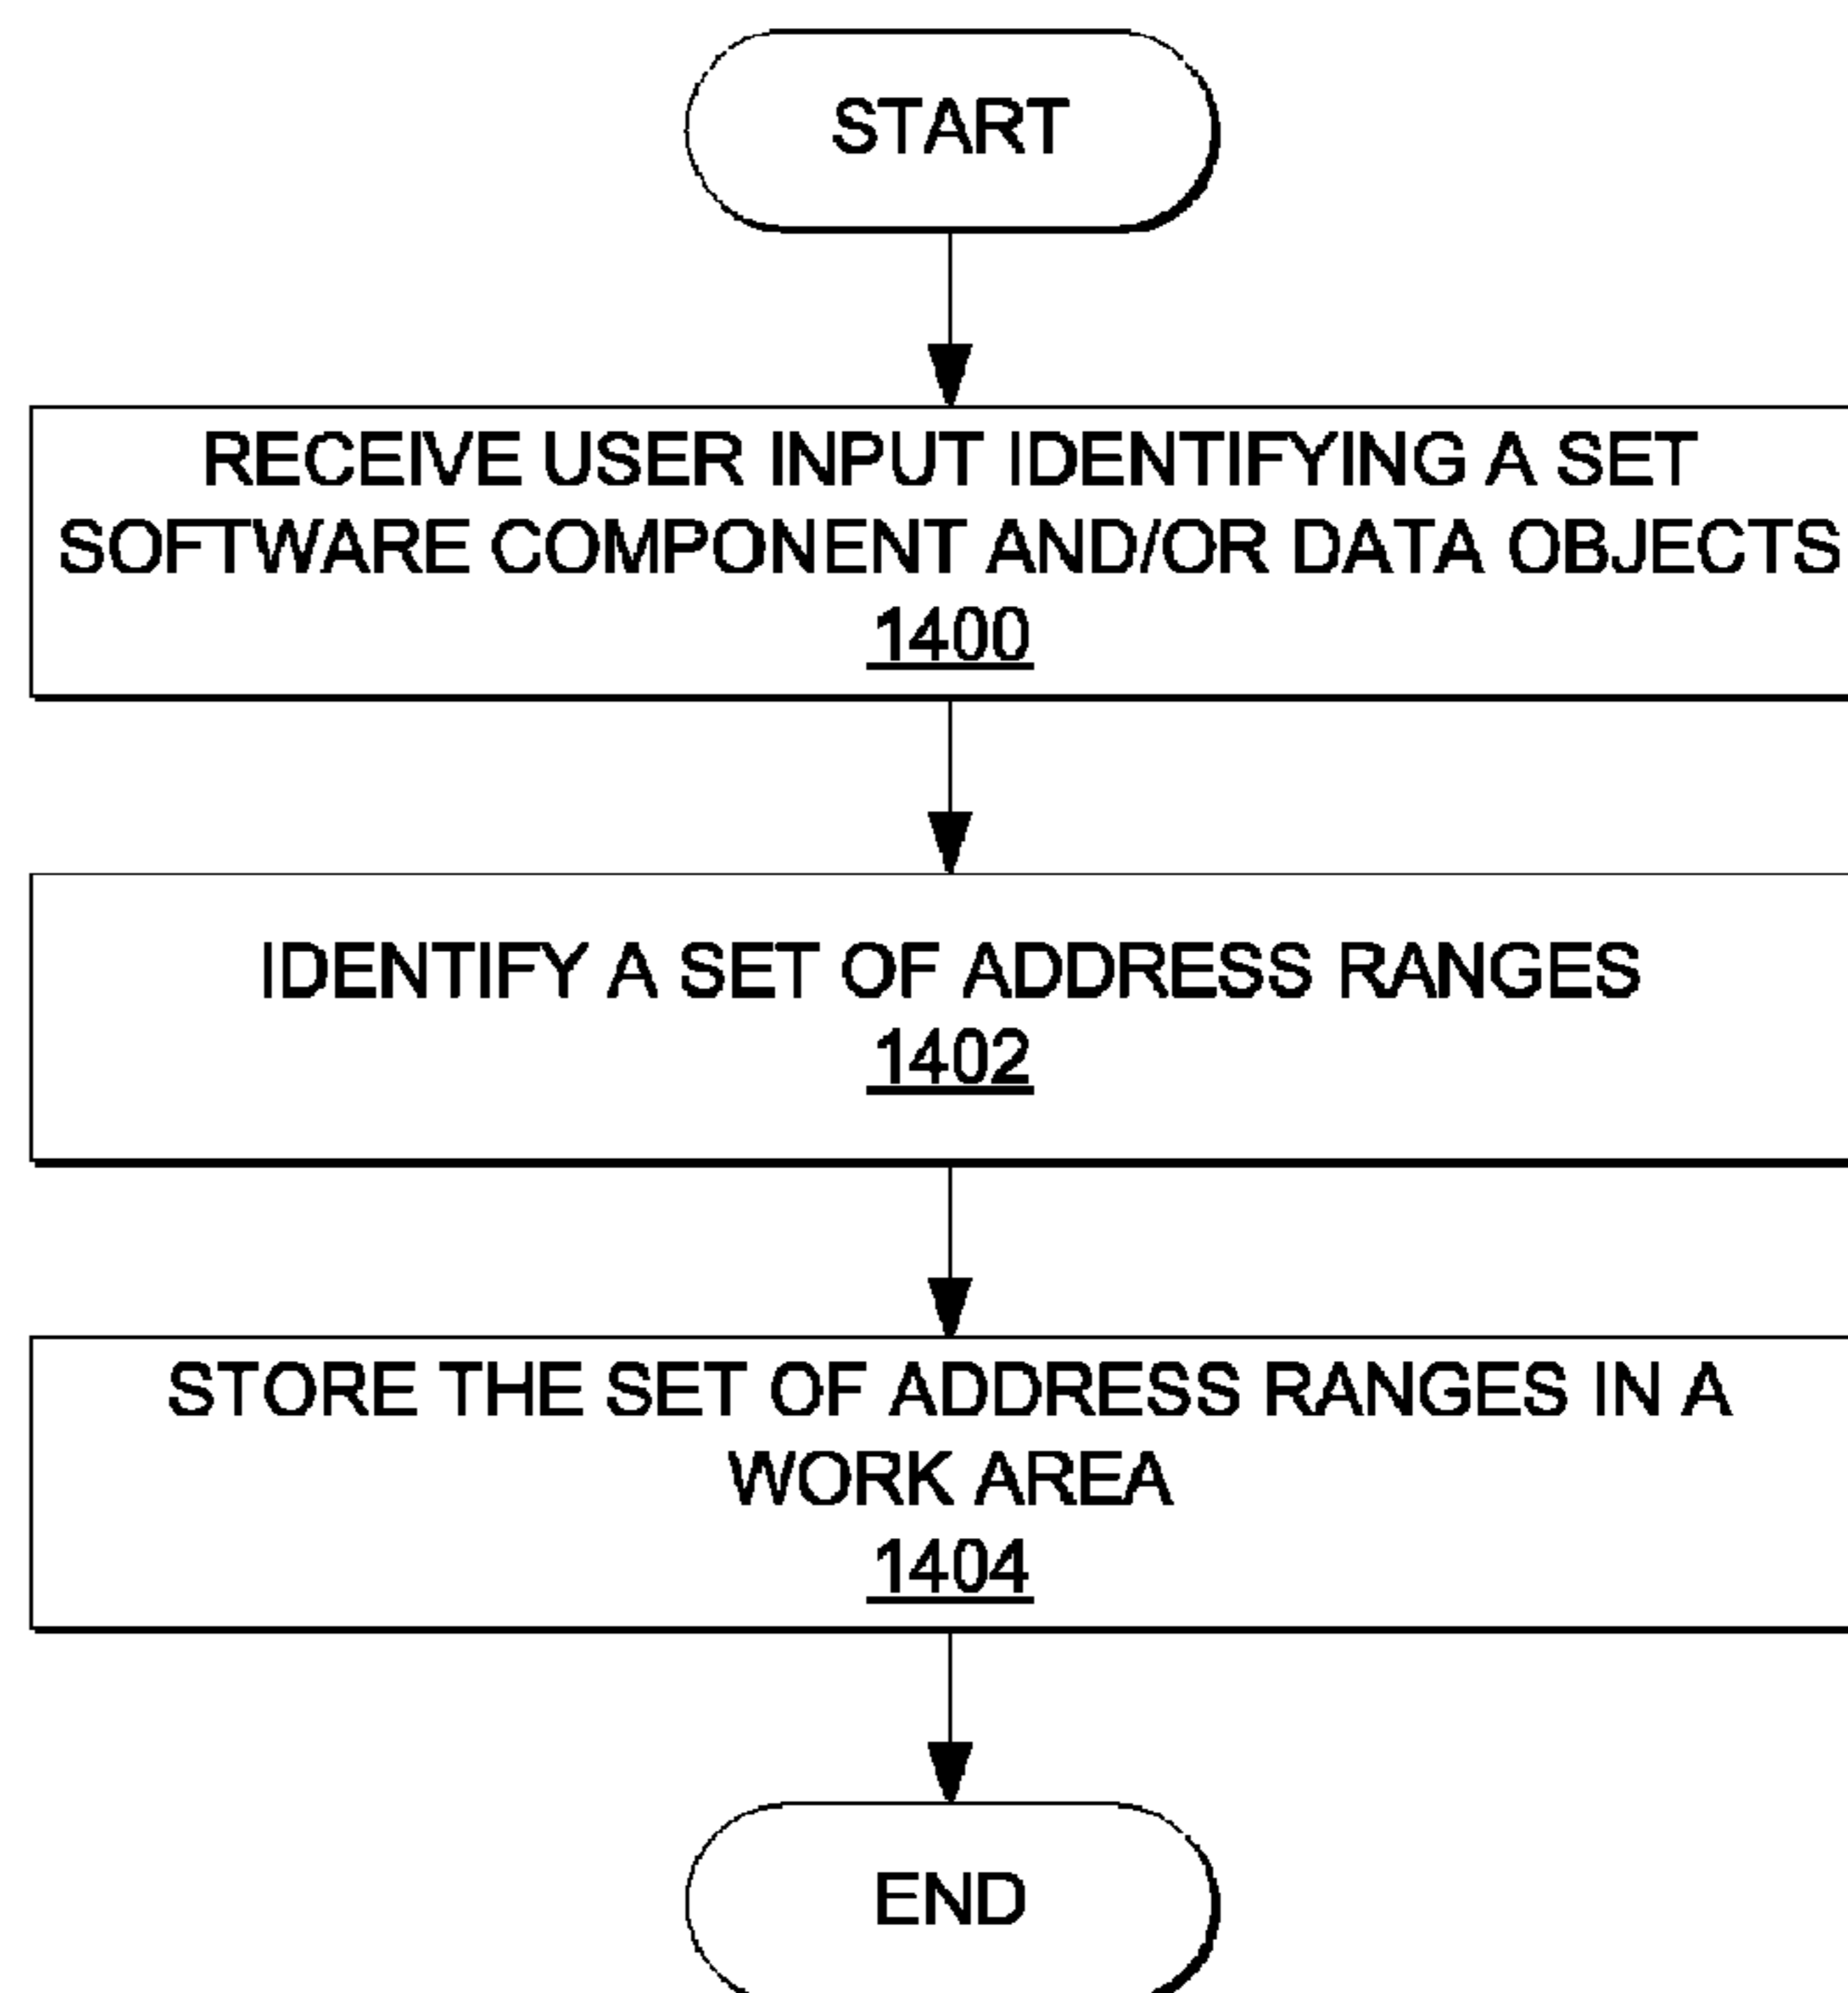 START
RECEIVE USER INPUT IDENTIFYING A SET
SOFTWARE COMPONENT AND/OR DATA OBJECTS
1400
IDENTIFY A SET OF ADDRESS RANGES
1402
STORE THE SET OF ADDRESS RANGES IN A
WORK AREA
1404
END